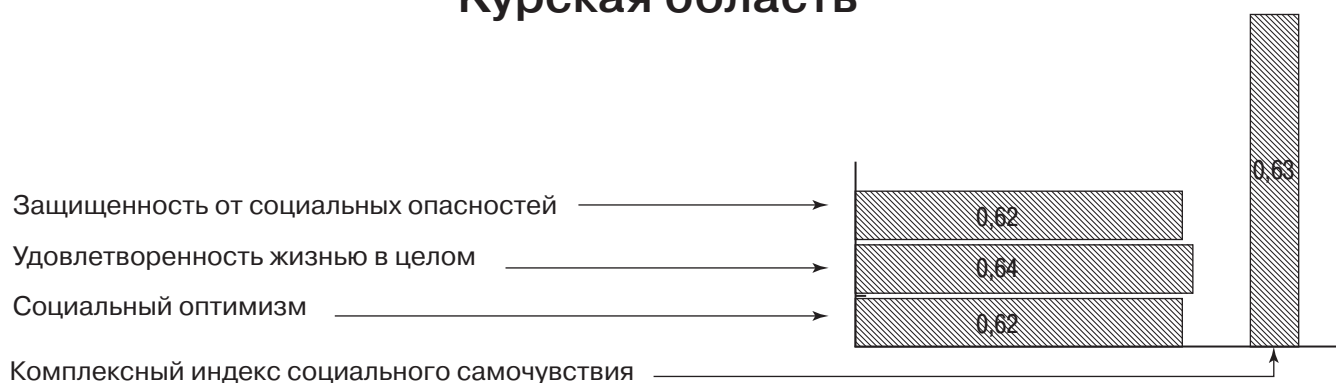 Курская область
0,63
Защищенность от социальных опасностей
0,62
Удовлетворенность жизнью в целом
0,64
Социальный оптимизм
0,62
Комплексный индекс социального самочувствия